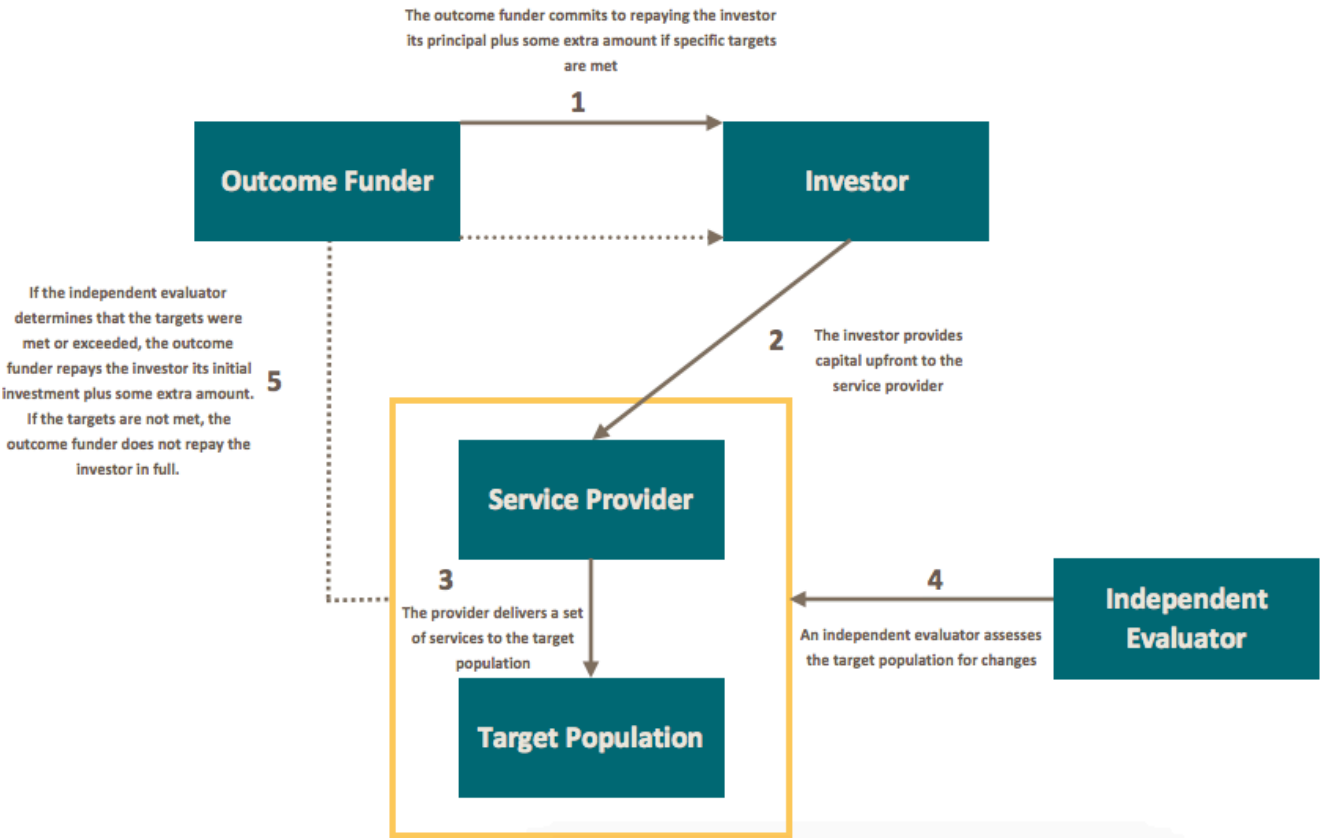 The outcome funder commits to repaying the investor
its principal plus some extra amount if specific targets
are met
1
Outcome Funder
Investor
If the independent evaluator
determines that the targets were
met or exceeded, the outcome
funder repays the investor its initial
investment plus some extra amount.
If the targets are not met, the
outcome funder does not repay the
investor in full.
5
2
The investor provides
capital upfront to the
service provider
Service Provider
3
The provider delivers a set
of services to the target
population
4
An independent evaluator assesses
the target population for changes
Independent
Evaluator
Target Population